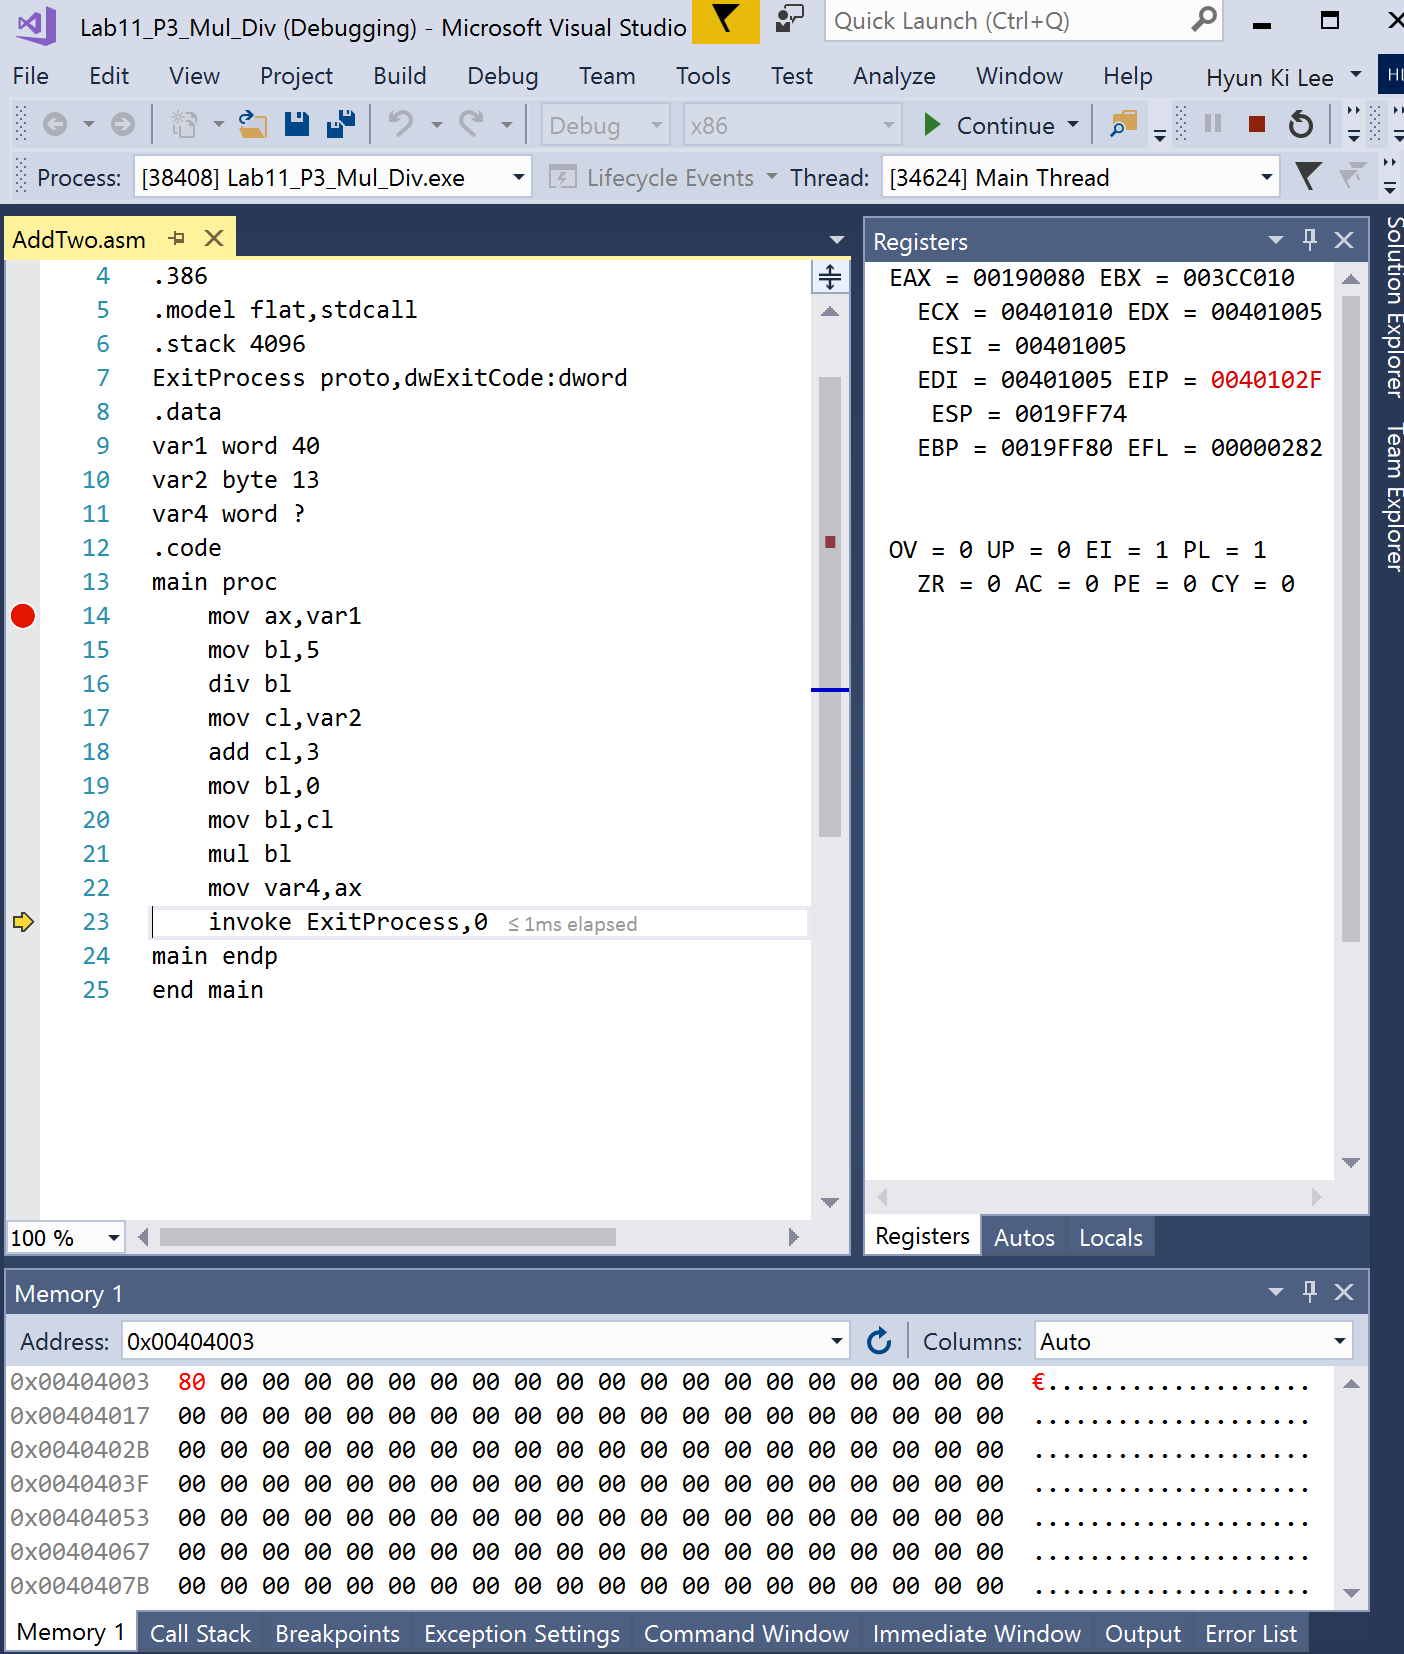 Lab11_P3_Mul_Div (Debugging) - Microsoft Visual Studio
Quick Launch (Ctrl+Q)
File Edit View Project Build Debug Team Tools Test Analyze Window Help Hyun Ki Lee HL
Debug x86 Continue
Process: [38408] Lab11_P3_Mul_Div.exe Lifecycle Events Thread: [34624] Main Thread
AddTwo.asm
4 .386
5 .model flat,stdcall
6 .stack 4096
7 ExitProcess proto,dwExitCode:dword
8 .data
9 var1 word 40
10 var2 byte 13
11 var4 word ?
12 .code
13 main proc
14 mov ax,var1
15 mov bl,5
16 div bl
17 mov cl,var2
18 add cl,3
19 mov bl,0
20 mov bl,cl
21 mul bl
22 mov var4,ax
23 invoke ExitProcess,0 ≤ 1ms elapsed
24 main endp
25 end main
100 %
Registers
EAX = 00190080 EBX = 003CC010
ECX = 00401010 EDX = 00401005
ESI = 00401005
EDI = 00401005 EIP = 0040102F
ESP = 0019FF74
EBP = 0019FF80 EFL = 00000282
OV = 0 UP = 0 EI = 1 PL = 1
ZR = 0 AC = 0 PE = 0 CY = 0
Registers Autos Locals
Solution Explorer
Team Explorer
Memory 1
Address: 0x00404003 Columns: Auto
0x00404003 80 00 00 00 00 00 00 00 00 00 00 00 00 00 00 00 00 00 00 00 €...................
0x00404017 00 00 00 00 00 00 00 00 00 00 00 00 00 00 00 00 00 00 00 00 ....................
0x0040402B 00 00 00 00 00 00 00 00 00 00 00 00 00 00 00 00 00 00 00 00 ....................
0x0040403F 00 00 00 00 00 00 00 00 00 00 00 00 00 00 00 00 00 00 00 00 ....................
0x00404053 00 00 00 00 00 00 00 00 00 00 00 00 00 00 00 00 00 00 00 00 ....................
0x00404067 00 00 00 00 00 00 00 00 00 00 00 00 00 00 00 00 00 00 00 00 ....................
0x0040407B 00 00 00 00 00 00 00 00 00 00 00 00 00 00 00 00 00 00 00 00 ....................
Memory 1 Call Stack Breakpoints Exception Settings Command Window Immediate Window Output Error List